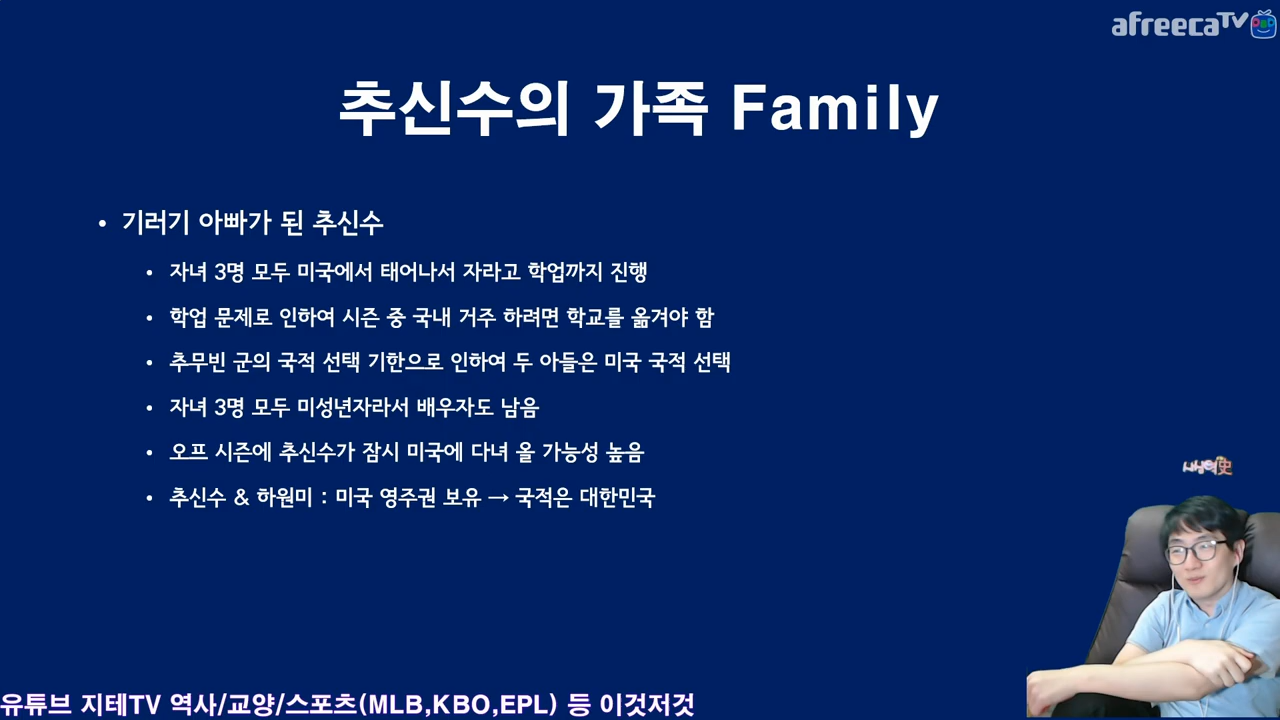 afreecaTV
추신수의 가족 Family
• 기러기 아빠가 된 추신수
• 자녀 3명 모두 미국에서 태어나서 자라고 학업까지 진행
• 학업 문제로 인하여 시즌 중 국내 거주 하려면 학교를 옮겨야 함
• 추무빈 군의 국적 선택 기한으로 인하여 두 아들은 미국 국적 선택
• 자녀 3명 모두 미성년자라서 배우자도 남음
• 오프 시즌에 추신수가 잠시 미국에 다녀 올 가능성 높음
• 추신수 & 하원미 : 미국 영주권 보유 → 국적은 대한민국
유튜브 지테TV 역사/교양/스포츠(MLB,KBO,EPL) 등 이것저것